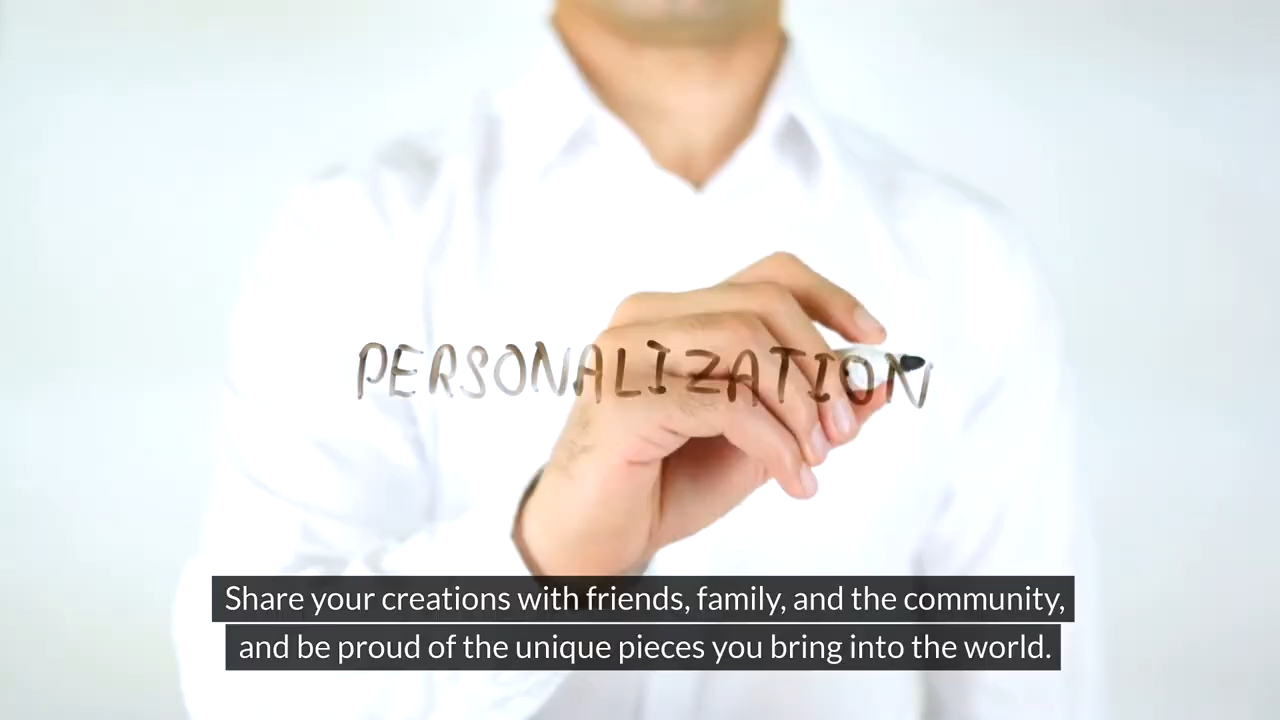 PERSONALIZATION
Share your creations with friends, family, and the community,
and be proud of the unique pieces you bring into the world.